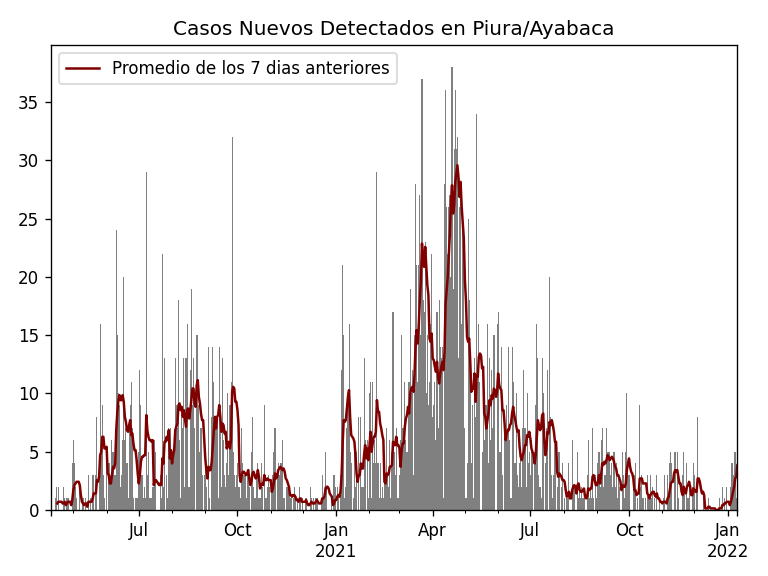 Casos Nuevos Detectados en Piura/Ayabaca
Promedio de los 7 dias anteriores
35
30
25
20
15
10
5
0
Jul
Oct
Jan
2021
Apr
Jul
Oct
Jan
2022